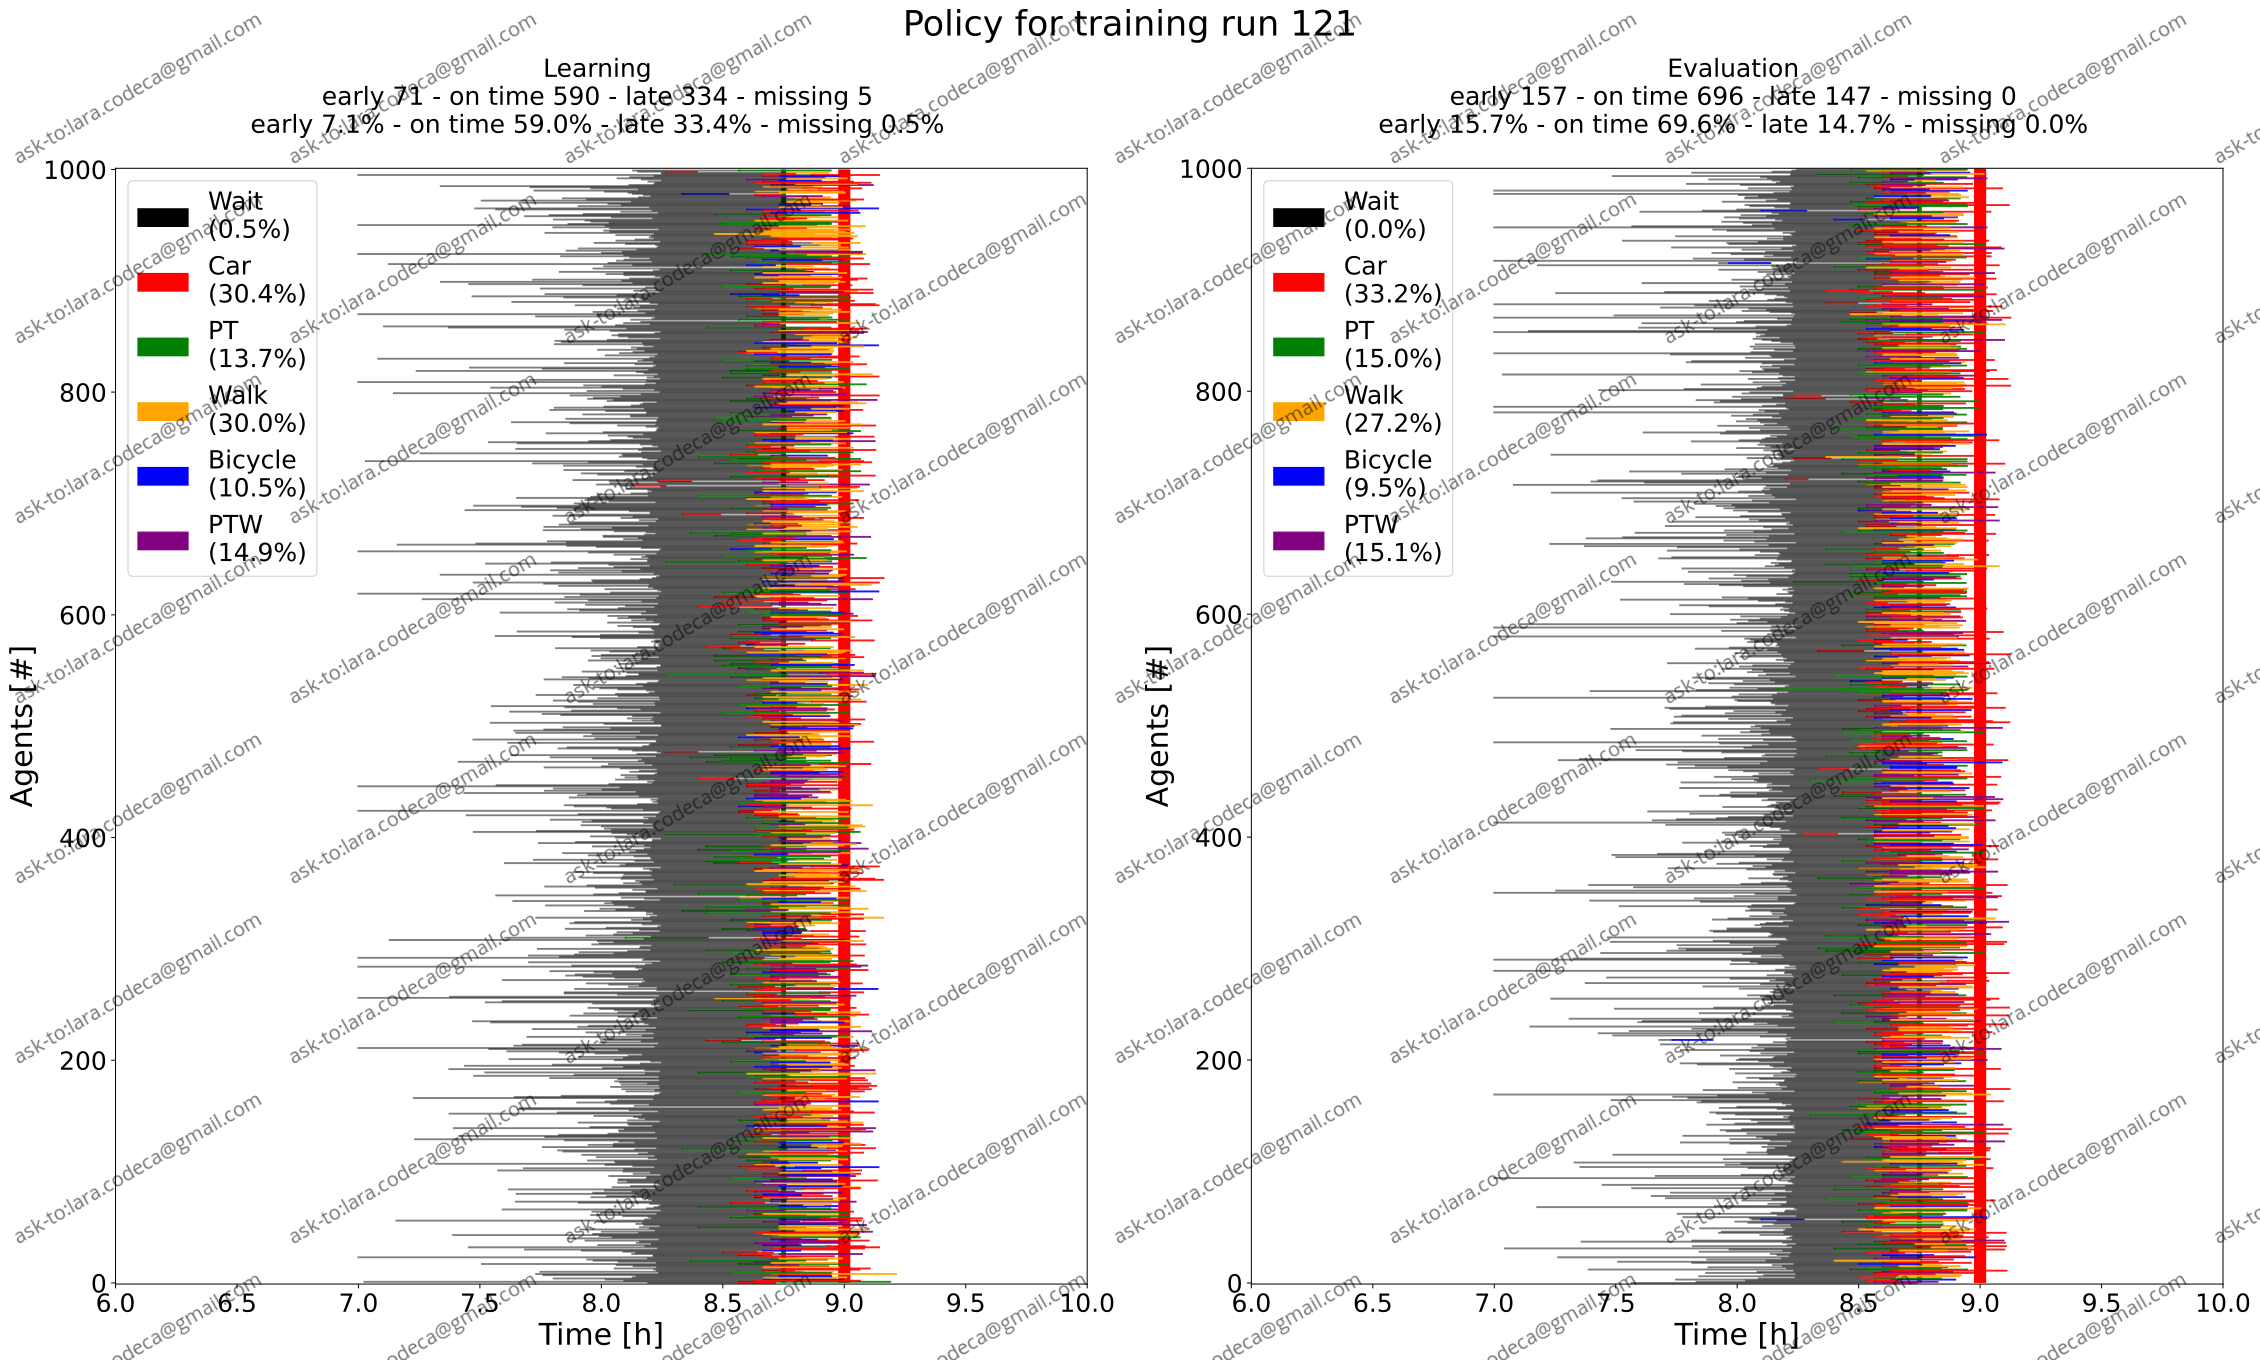 Policy for training run 121
Learning
early 71 - on time 590 - late 334 - missing 5
early 7.1% - on time 59.0% - late 33.4% - missing 0.5%
1000
800
600
400
200
0
Agents [#]
Wait
(0.5%)
Car
(30.4%)
PT
(13.7%)
Walk
(30.0%)
Bicycle
(10.5%)
PTW
(14.9%)
6.0 6.5 7.0 7.5 8.0 8.5 9.0 9.5 10.0
Time [h]
Evaluation
early 157 - on time 696 - late 147 - missing 0
early 15.7% - on time 69.6% - late 14.7% - missing 0.0%
1000
800
600
400
200
0
Agents [#]
Wait
(0.0%)
Car
(33.2%)
PT
(15.0%)
Walk
(27.2%)
Bicycle
(9.5%)
PTW
(15.1%)
6.0 6.5 7.0 7.5 8.0 8.5 9.0 9.5 10.0
Time [h]
ask-to:lara.codeca@gmail.com